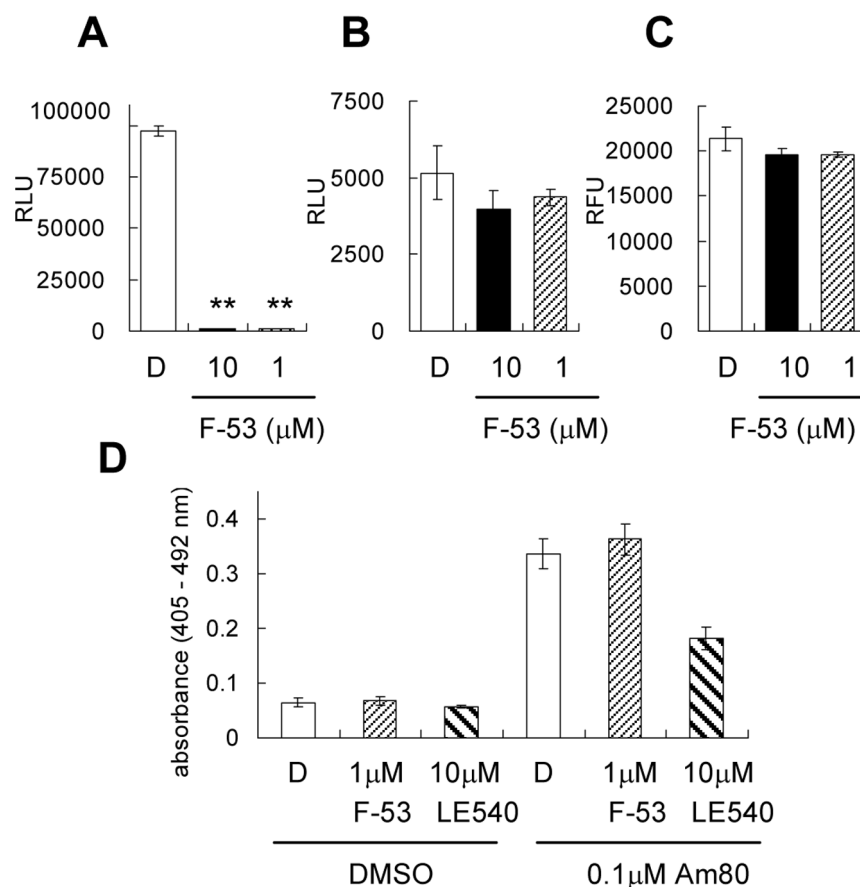 A
RLU
100000
75000
50000
25000
0
** **
D 10 1
F-53 (μM)
B
RLU
7500
5000
2500
0
D 10 1
F-53 (μM)
C
RFU
25000
20000
15000
10000
5000
0
D 10 1
F-53 (μM)
D
absorbance (405 - 492 nm)
0.4
0.3
0.2
0.1
0
D 1μM 10μM D 1μM 10μM
F-53 LE540 F-53 LE540
DMSO 0.1μM Am80